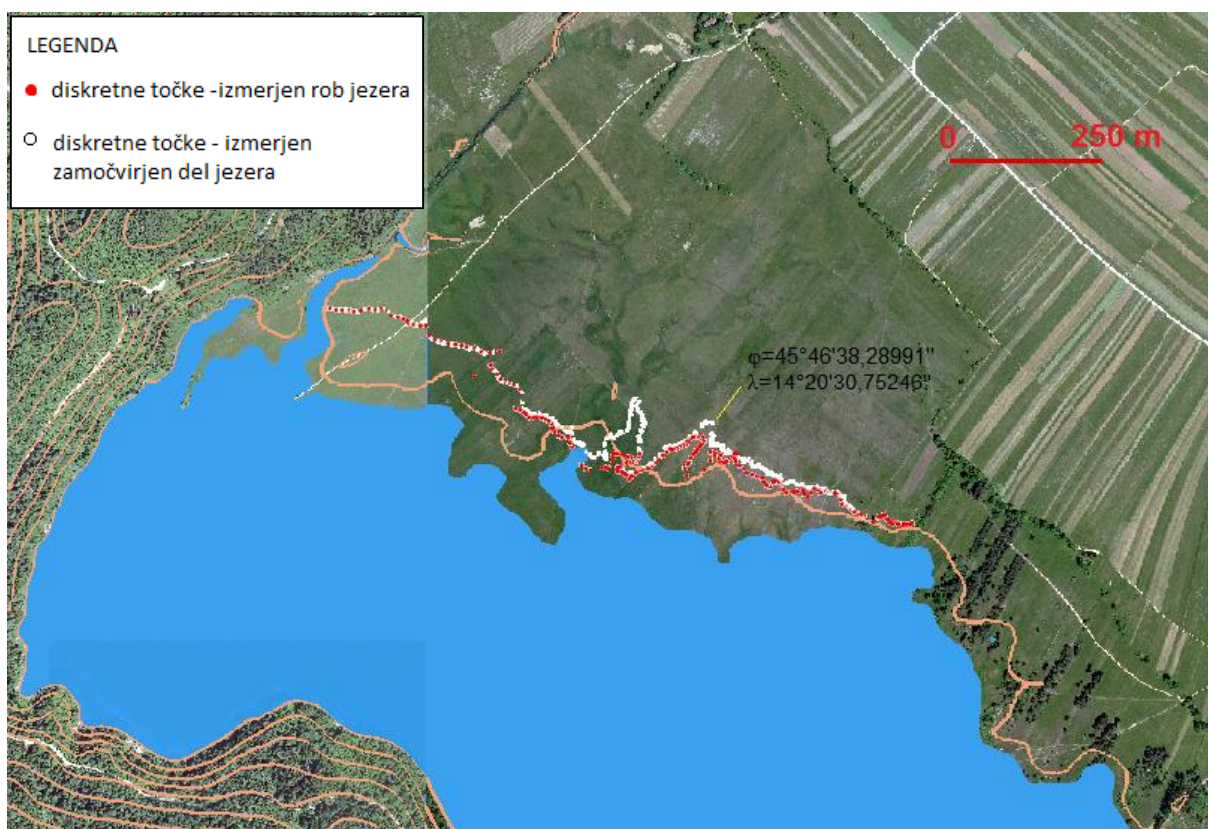 LEGENDA
diskretne točke -izmerjen rob jezera
diskretne točke - izmerjen
zamočvirjen del jezera
0 250 m
φ=45°46'38,28991"
λ=14°20'30,75246"